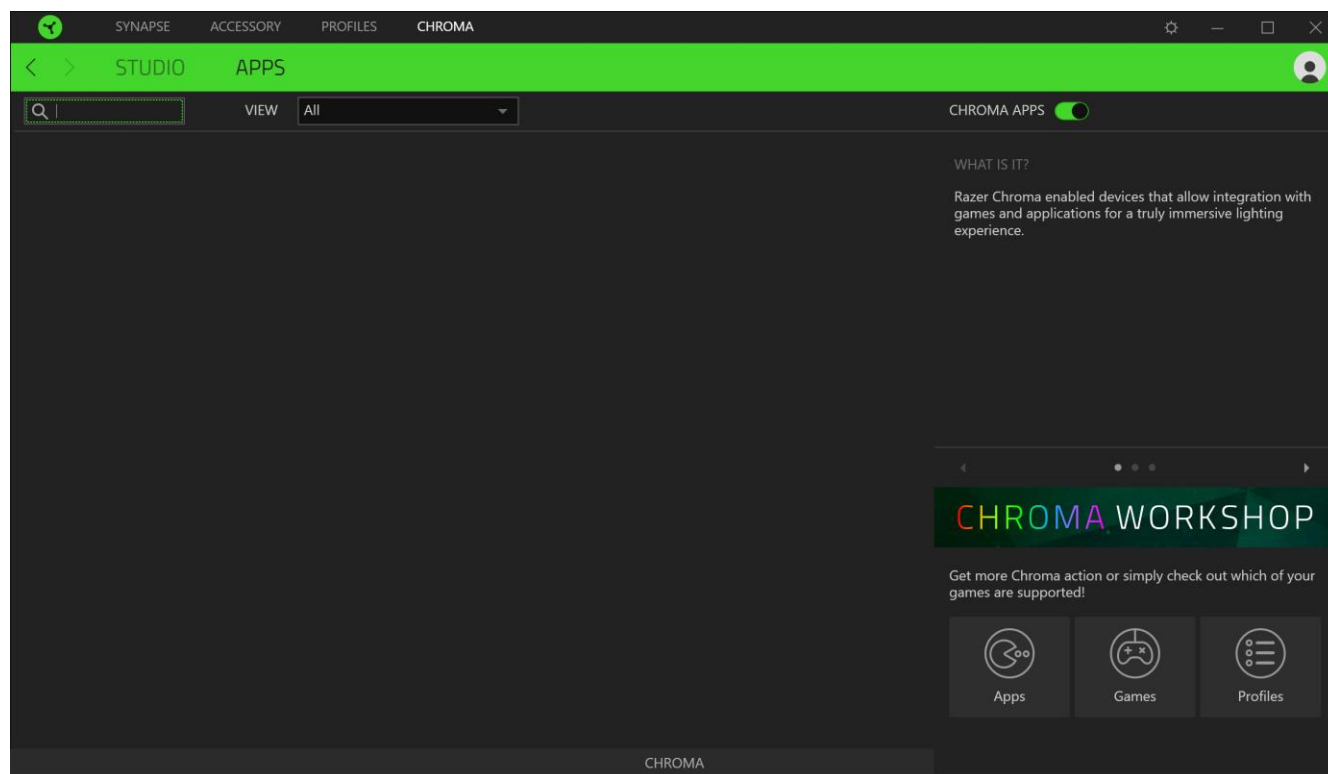 SYNAPSE ACCESSORY PROFILES CHROMA
STUDIO APPS
VIEW All CHROMA APPS
WHAT IS IT?
Razer Chroma enabled devices that allow integration with
games and applications for a truly immersive lighting
experience.
CHROMA WORKSHOP
Get more Chroma action or simply check out which of your
games are supported!
Apps Games Profiles
CHROMA